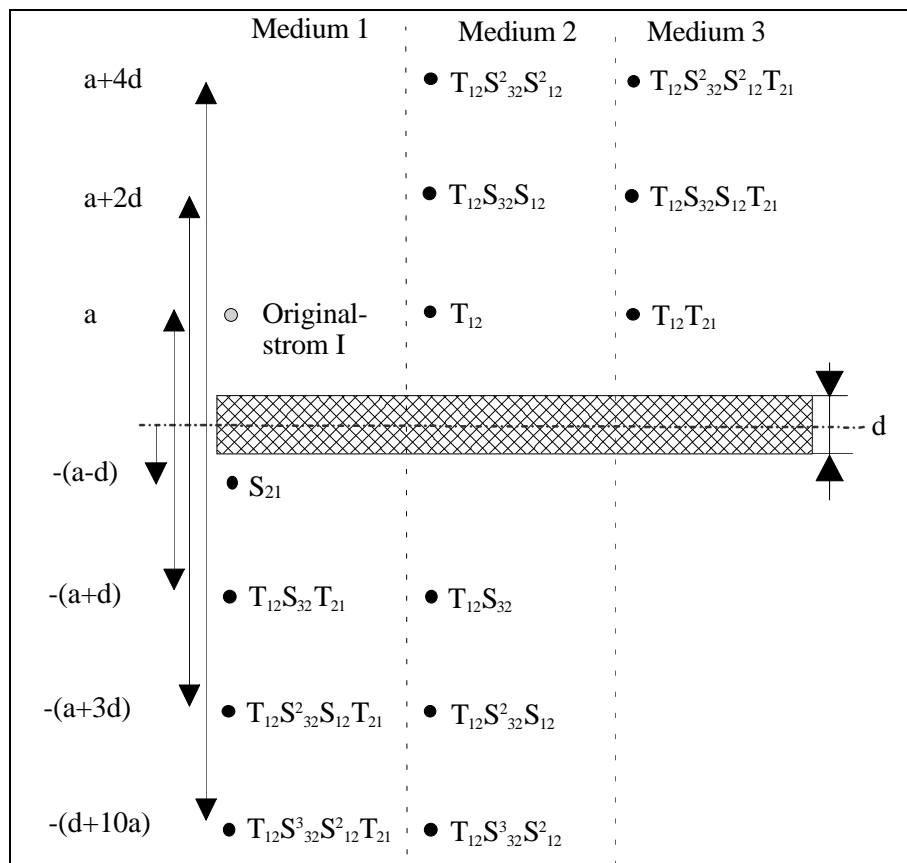 Medium 1 Medium 2 Medium 3
a+4d T₁₂S²₃₂S²₁₂ T₁₂S²₃₂S²₁₂T₂₁
a+2d T₁₂S₃₂S₁₂ T₁₂S₃₂S₁₂T₂₁
a Original- T₁₂ T₁₂T₂₁
strom I
d
-(a-d) S₂₁
-(a+d) T₁₂S₃₂T₂₁ T₁₂S₃₂
-(a+3d) T₁₂S²₃₂S₁₂T₂₁ T₁₂S²₃₂S₁₂
-(d+10a) T₁₂S³₃₂S²₁₂T₂₁ T₁₂S³₃₂S²₁₂